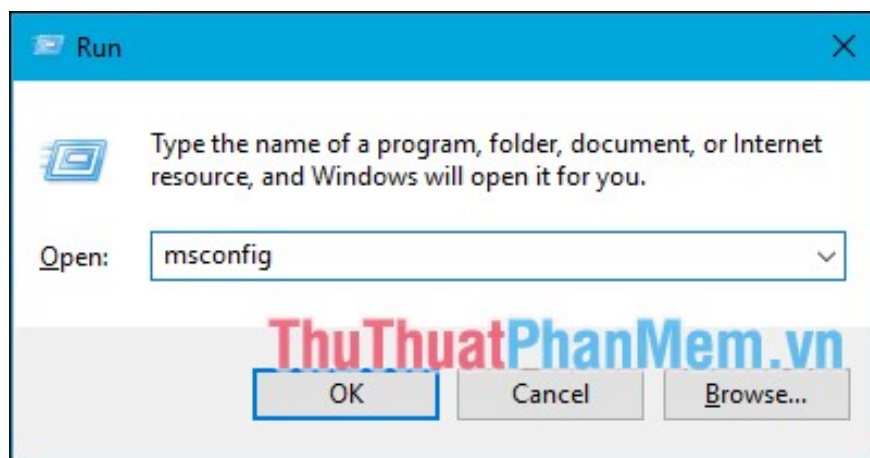 Run
Type the name of a program, folder, document, or Internet
resource, and Windows will open it for you.
Open:
msconfig
ThuThuatPhanMem.vn
OK
Cancel
Browse...